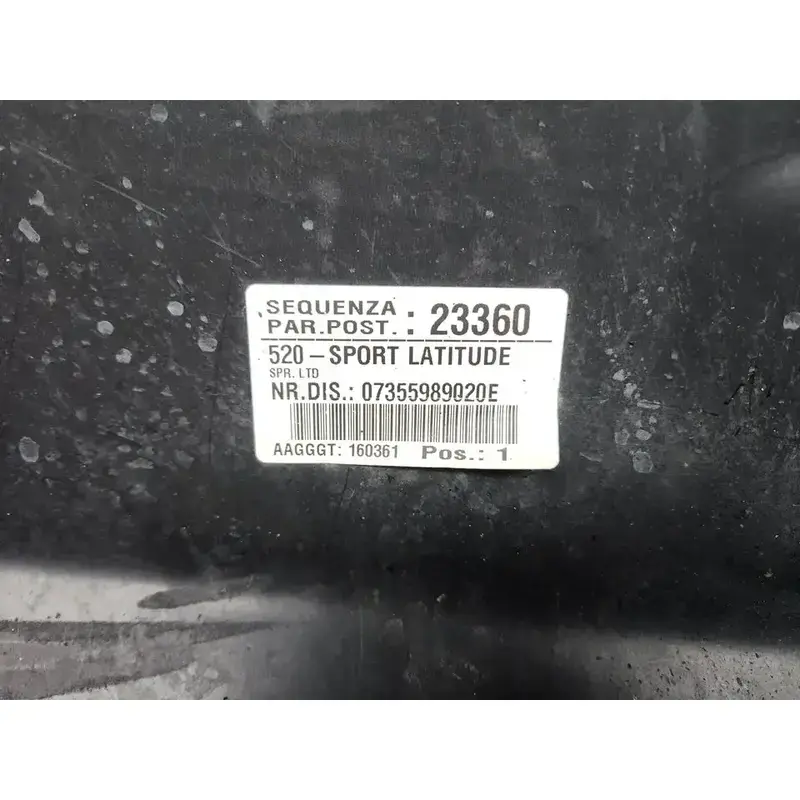 SEQUENZA
PAR.POST. : 23360
520-SPORT LATITUDE
SPR. LTD
NR.DIS.: 07355989020E
AAGGGT: 160361 Pos.: 1